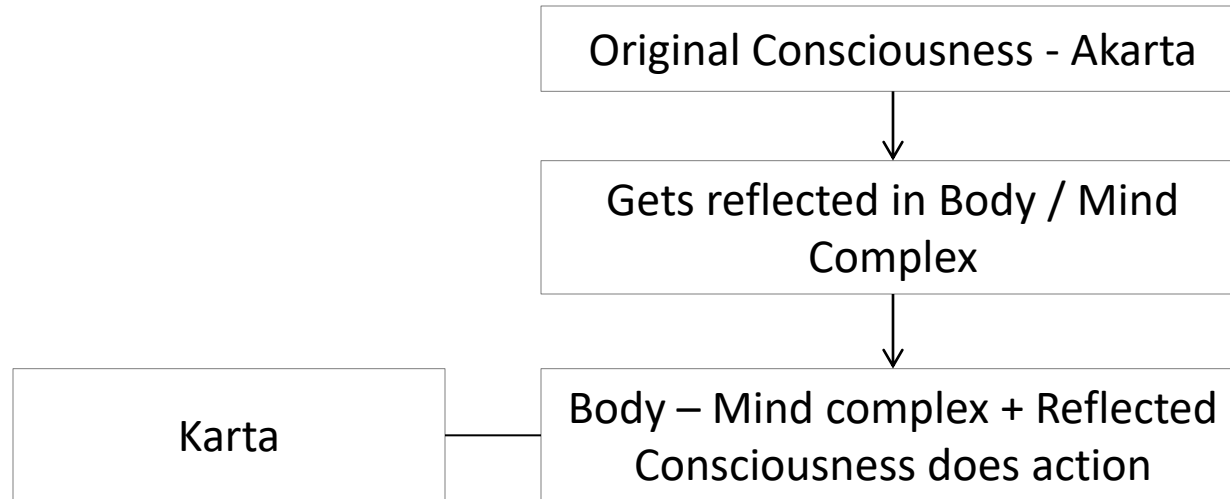 Original Consciousness - Akarta
Gets reflected in Body / Mind
Complex
Karta
Body – Mind complex + Reflected
Consciousness does action